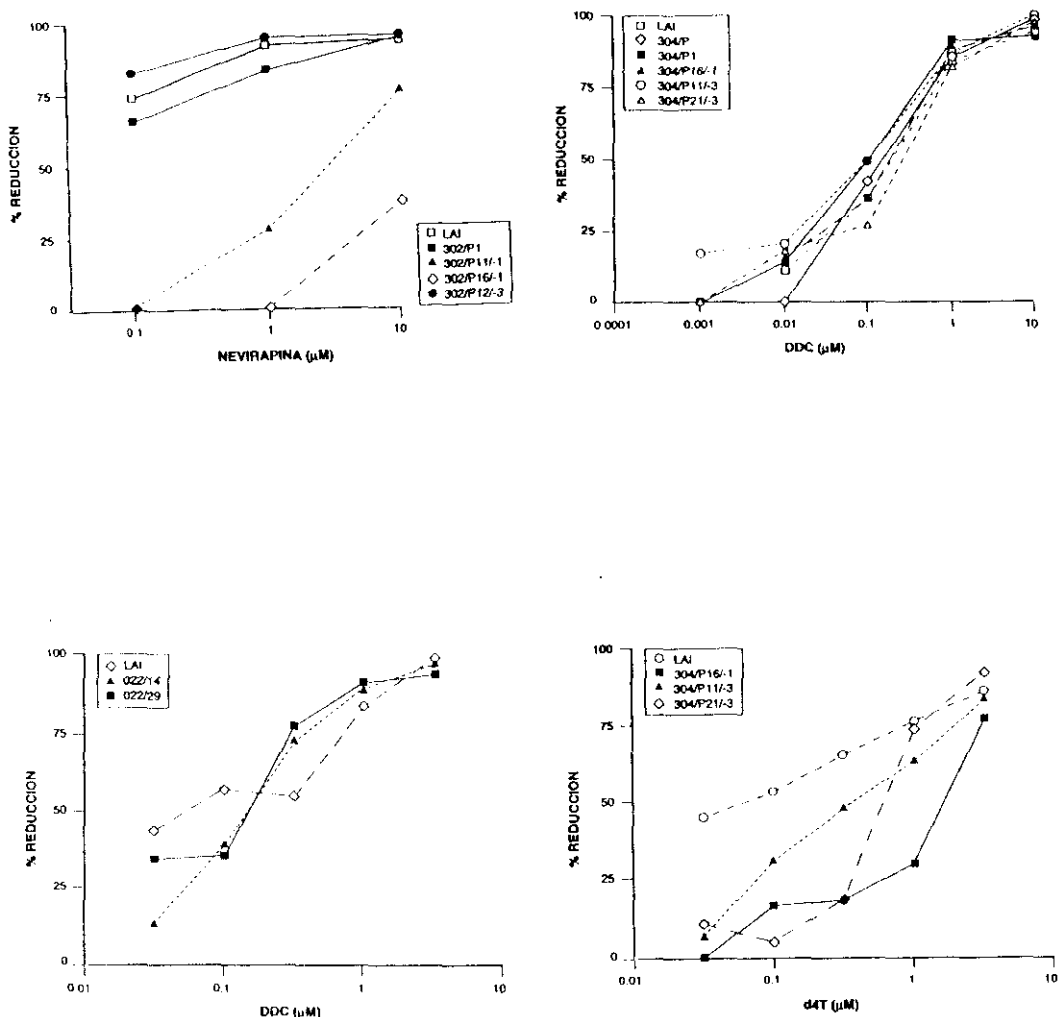 100
75
50
25
0
% REDUCCION
LAI
302/P1
302/P11/-1
302/P16/-1
302/P12/-3
0.1
1
10
NEVIRAPINA (µM)
100
75
50
25
0
% REDUCCION
LAI
304/P
304/P1
304/P16/-1
304/P11/-3
304/P21/-3
0.0001
0.001
0.01
0.1
1
10
DDC (µM)
100
75
50
25
0
% REDUCCION
LAI
022/14
022/29
0.01
0.1
1
10
DDC (µM)
100
75
50
25
0
% REDUCCION
LAI
304/P16/-1
304/P11/-3
304/P21/-3
0.01
0.1
1
10
d4T (µM)